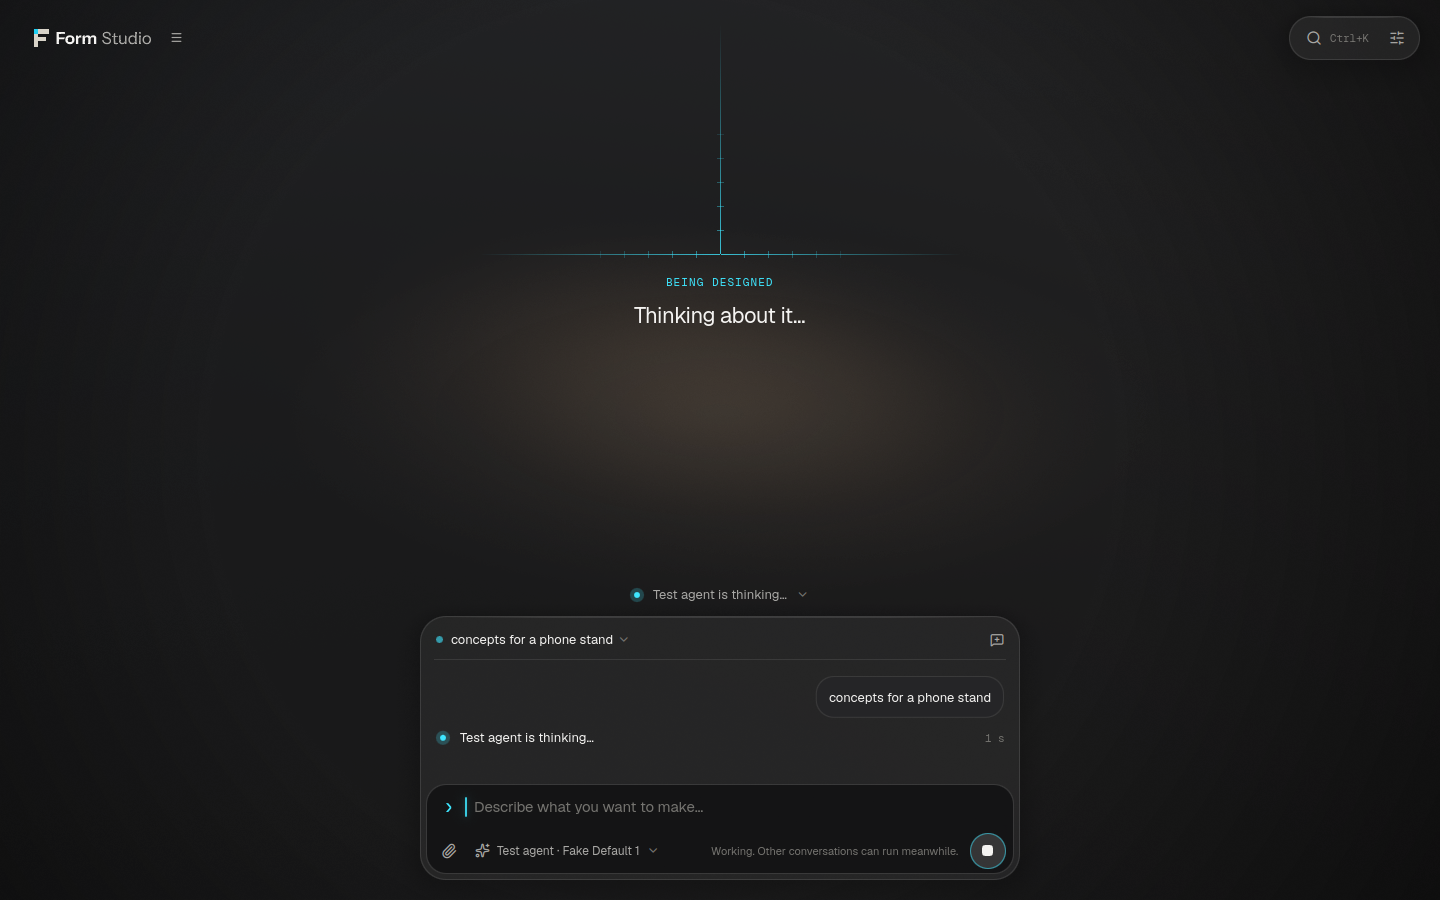 Form Studio
Ctrl+K
BEING DESIGNED
Thinking about it...
Test agent is thinking...
concepts for a phone stand
concepts for a phone stand
Test agent is thinking...
1 s
Describe what you want to make...
Test agent · Fake Default 1
Working. Other conversations can run meanwhile.